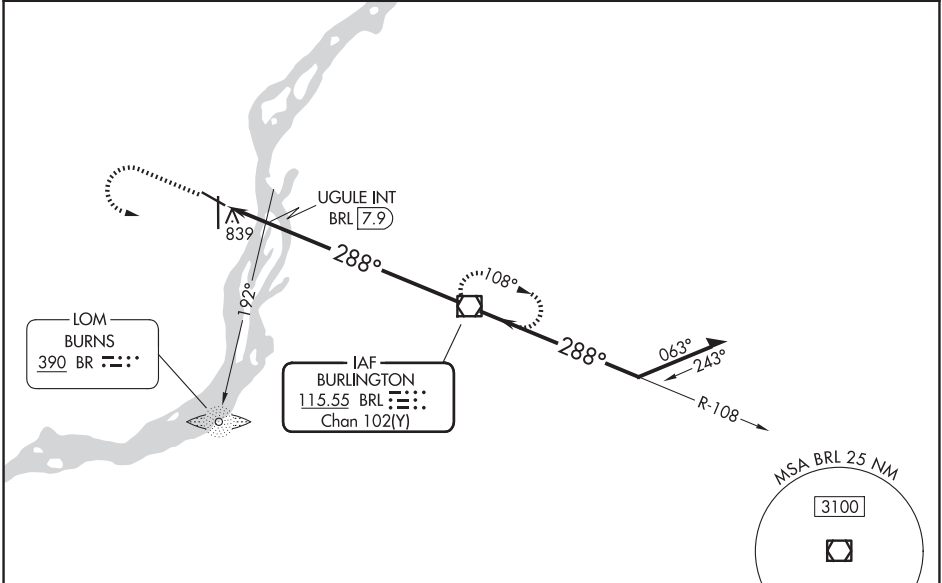 UGULE INT
BRL 7.9
839
288°
108°
192°
LOM
BURNS
390 BR
IAF
BURLINGTON
115.55 BRL
Chan 102(Y)
288°
063°
243°
R-108
MSA BRL 25 NM
3100